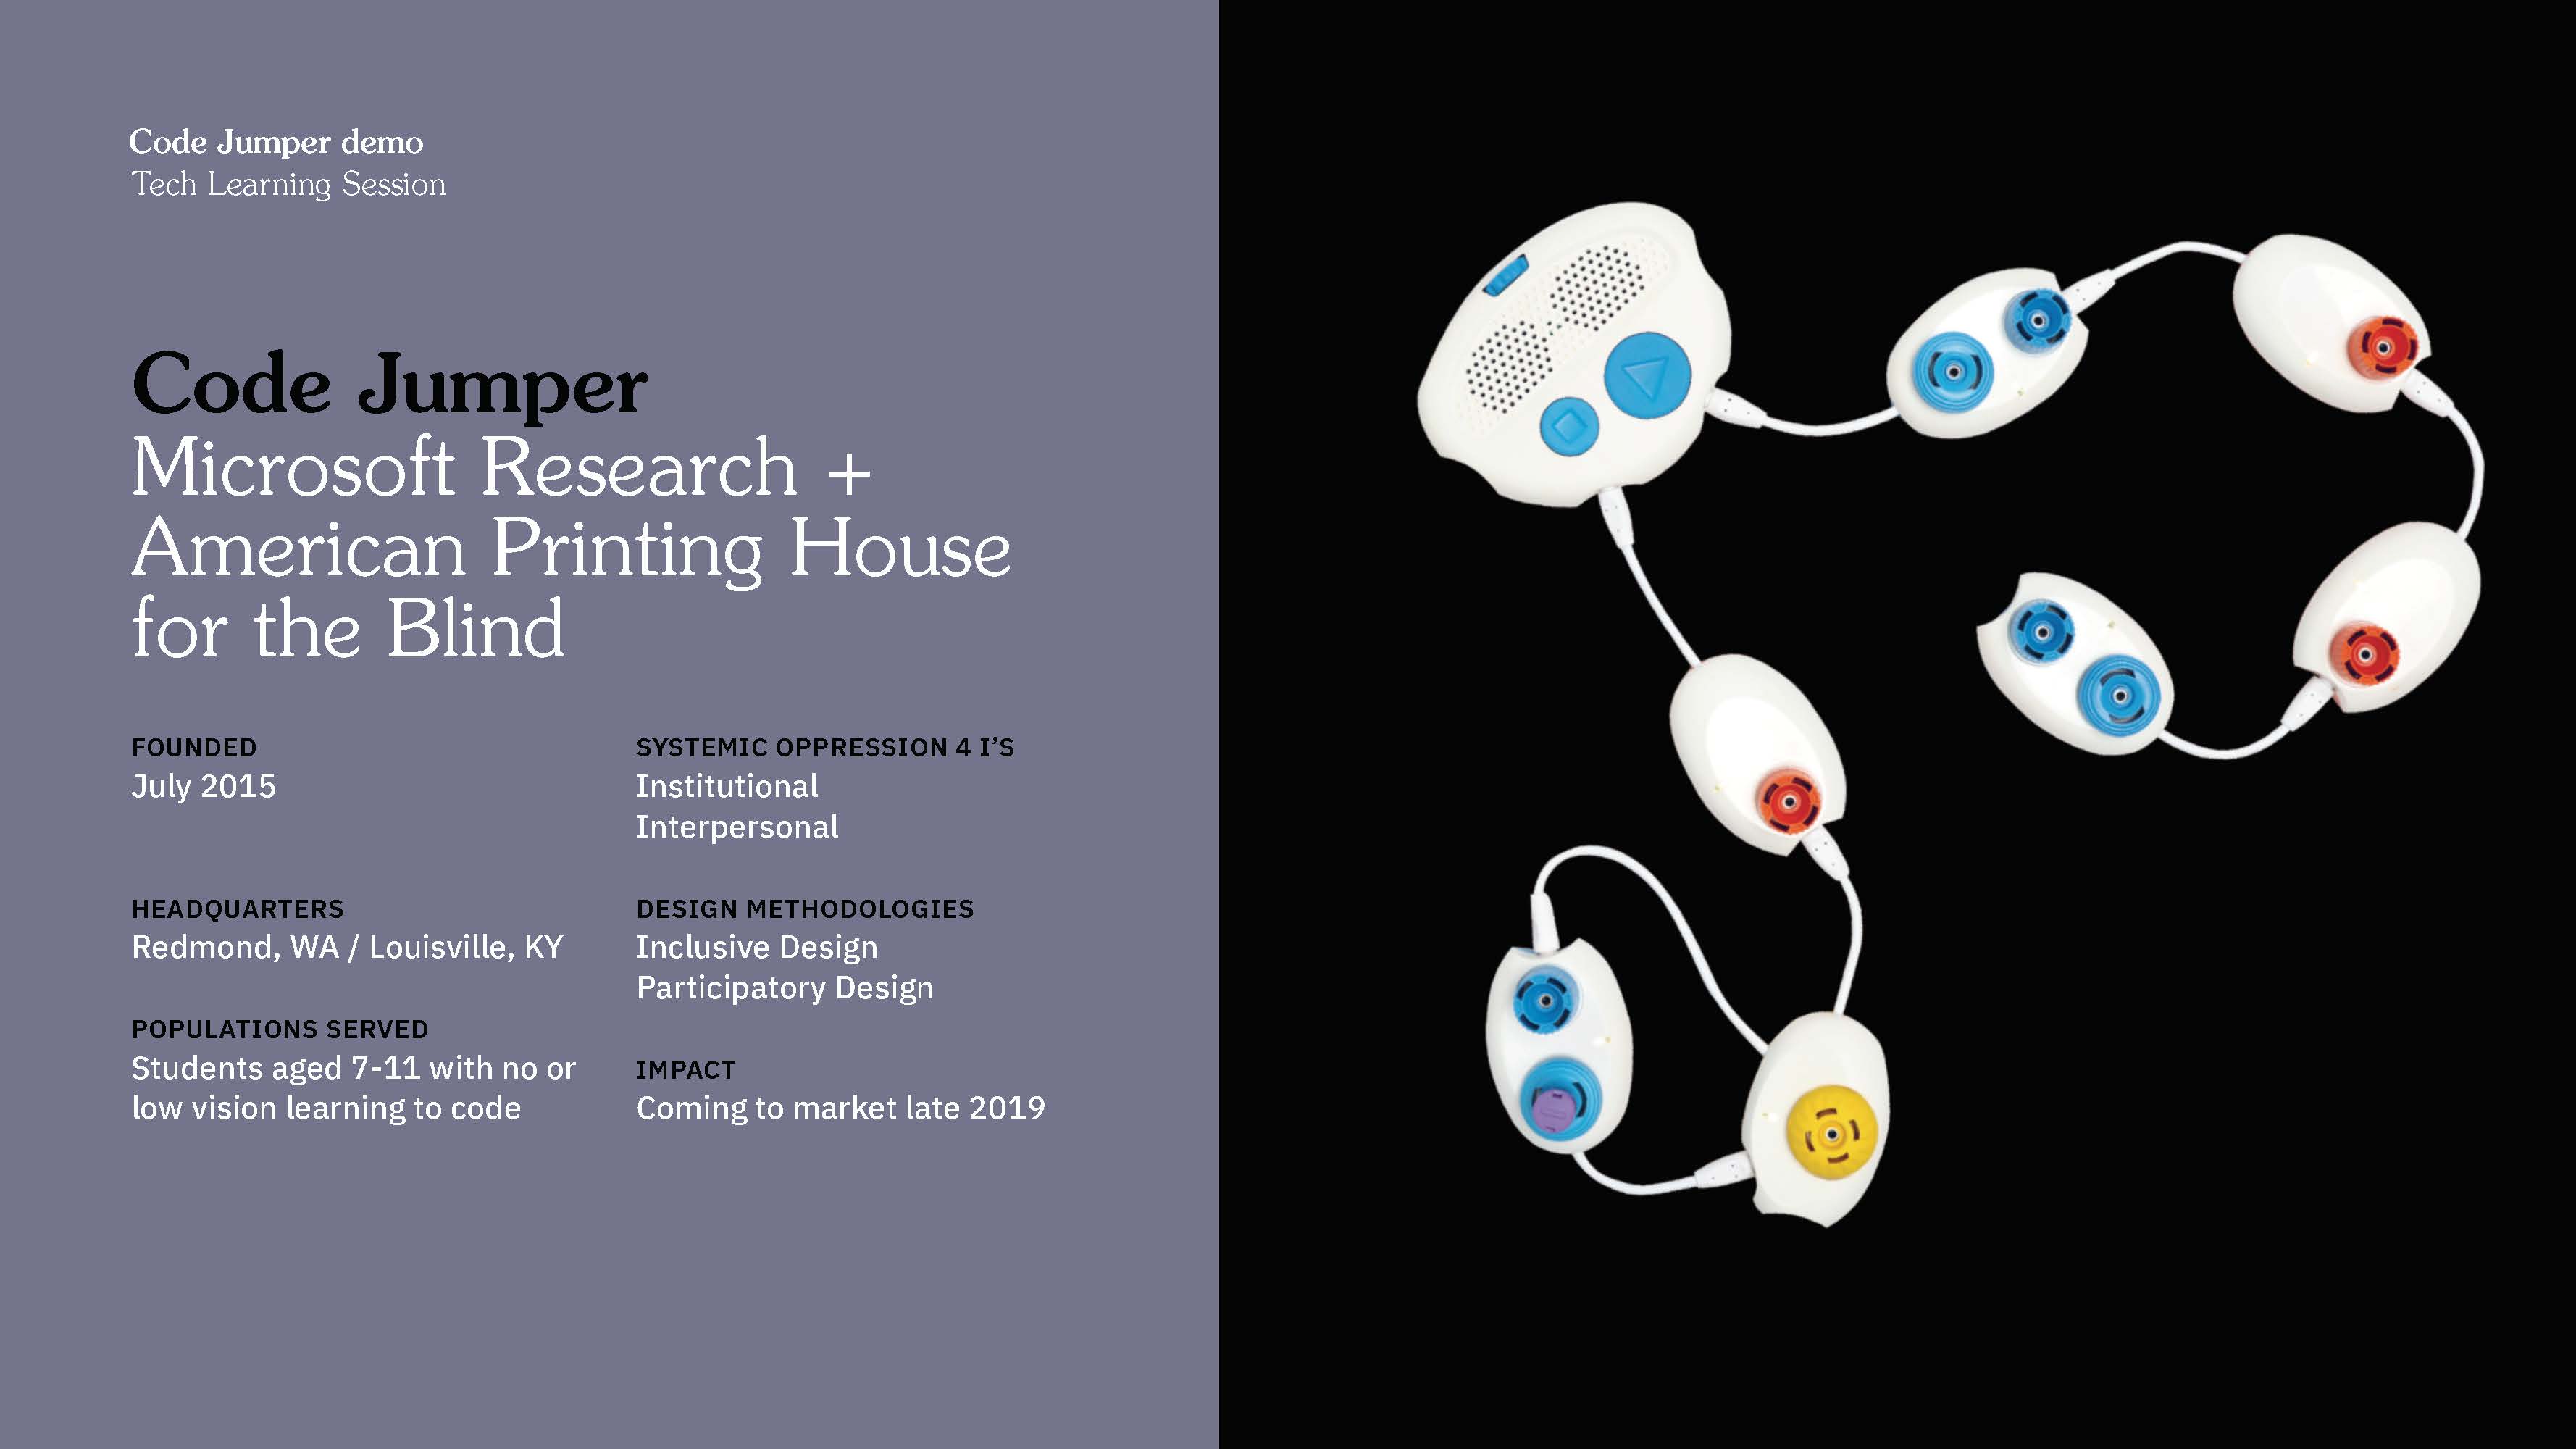 Code Jumper demo
Tech Learning Session
Code Jumper
Microsoft Research +
American Printing House
for the Blind
FOUNDED
July 2015
HEADQUARTERS
Redmond, WA / Louisville, KY
POPULATIONS SERVED
Students aged 7-11 with no or
low vision learning to code
SYSTEMIC OPPRESSION 4 I’S
Institutional
Interpersonal
DESIGN METHODOLOGIES
Inclusive Design
Participatory Design
IMPACT
Coming to market late 2019